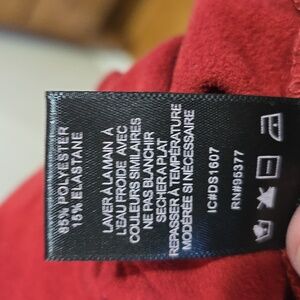 85% POLYESTER
15% ELASTANE
LAVER À LA MAIN À
L'EAU FROIDE AVEC
COULEURS SIMILAIRES
NE PAS BLANCHIR
SECHER A PLAT
REPASSER À TEMPÉRATURE
MODÉRÉE SI NÉCESSAIRE
IC#DS1607
RN#95377